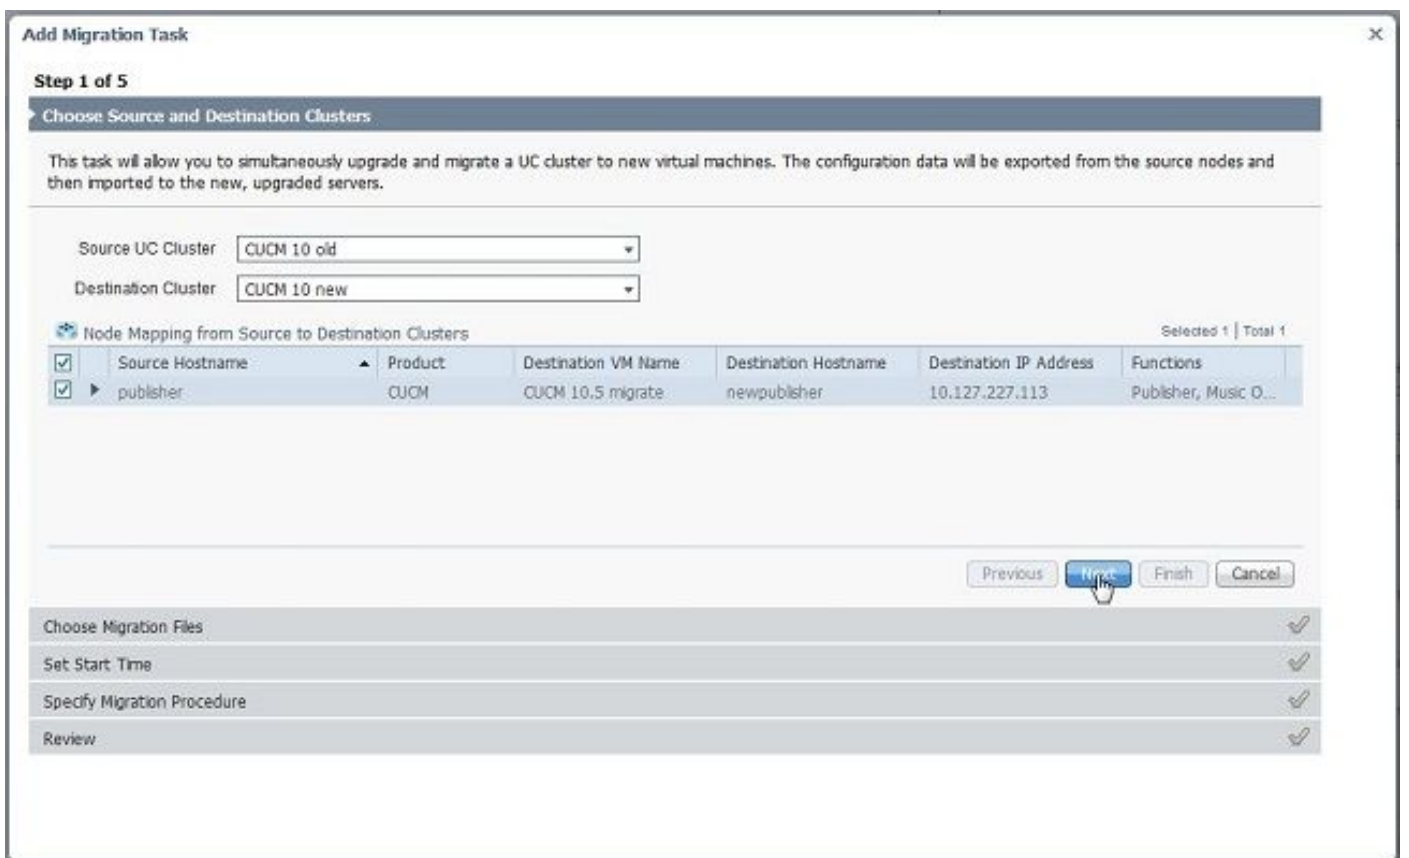 Add Migration Task
Step 1 of 5
Choose Source and Destination Clusters
This task will allow you to simultaneously upgrade and migrate a UC cluster to new virtual machines. The configuration data will be exported from the source nodes and
then imported to the new, upgraded servers.
Source UC Cluster CUCM 10 old
Destination Cluster CUCM 10 new
Node Mapping from Source to Destination Clusters Selected 1 | Total 1
Source Hostname Product Destination VM Name Destination Hostname Destination IP Address Functions
publisher CUCM CUCM 10.5 migrate newpublisher 10.127.227.113 Publisher, Music O...
Previous Next Finish Cancel
Choose Migration Files
Set Start Time
Specify Migration Procedure
Review